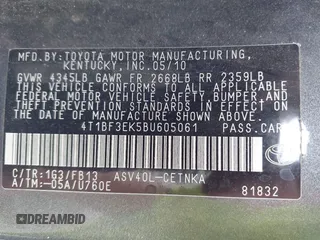 MFD.BY:TOYOTA MOTOR MANUFACTURING,
KENTUCKY, INC.05/10
GVWR 4345LB GAWR FR 2668LB RR 2359LB
THIS VEHICLE CONFORMS TO ALL
APPLICABLE FEDERAL MOTOR VEHICLE
SAFETY, BUMPER, AND THEFT
PREVENTION STANDARDS IN EFFECT ON
THE DATE OF MANUFACTURE SHOWN
ABOVE.
4T1BF3EK5BU605061 PASS.CAR
C/TR:1G3/FB13 ASV40L-CETNKA
A/TM:-05A/U760E 81832
DREAMBID